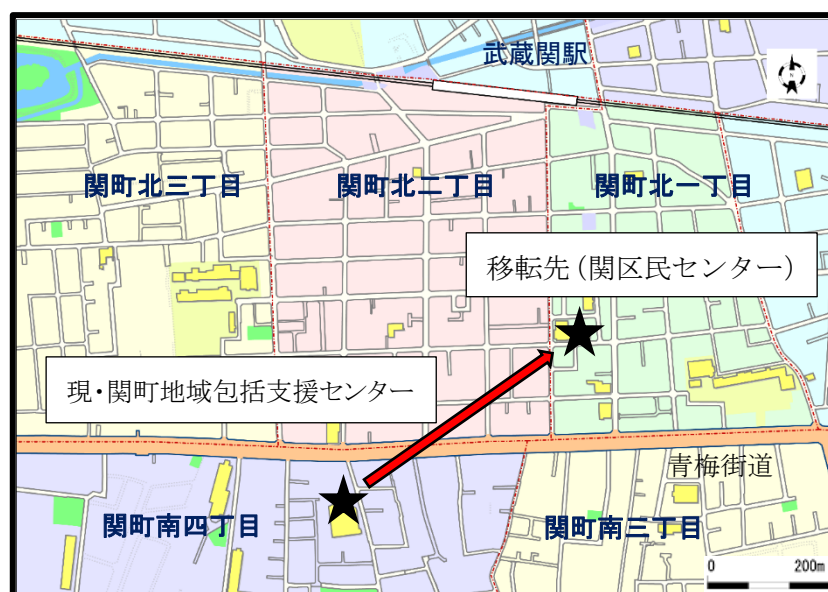 武蔵関駅
N
関町北三丁目
関町北二丁目
関町北一丁目
移転先（関区民センター）
現・関町地域包括支援センター
青梅街道
関町南四丁目
関町南三丁目
0 200m